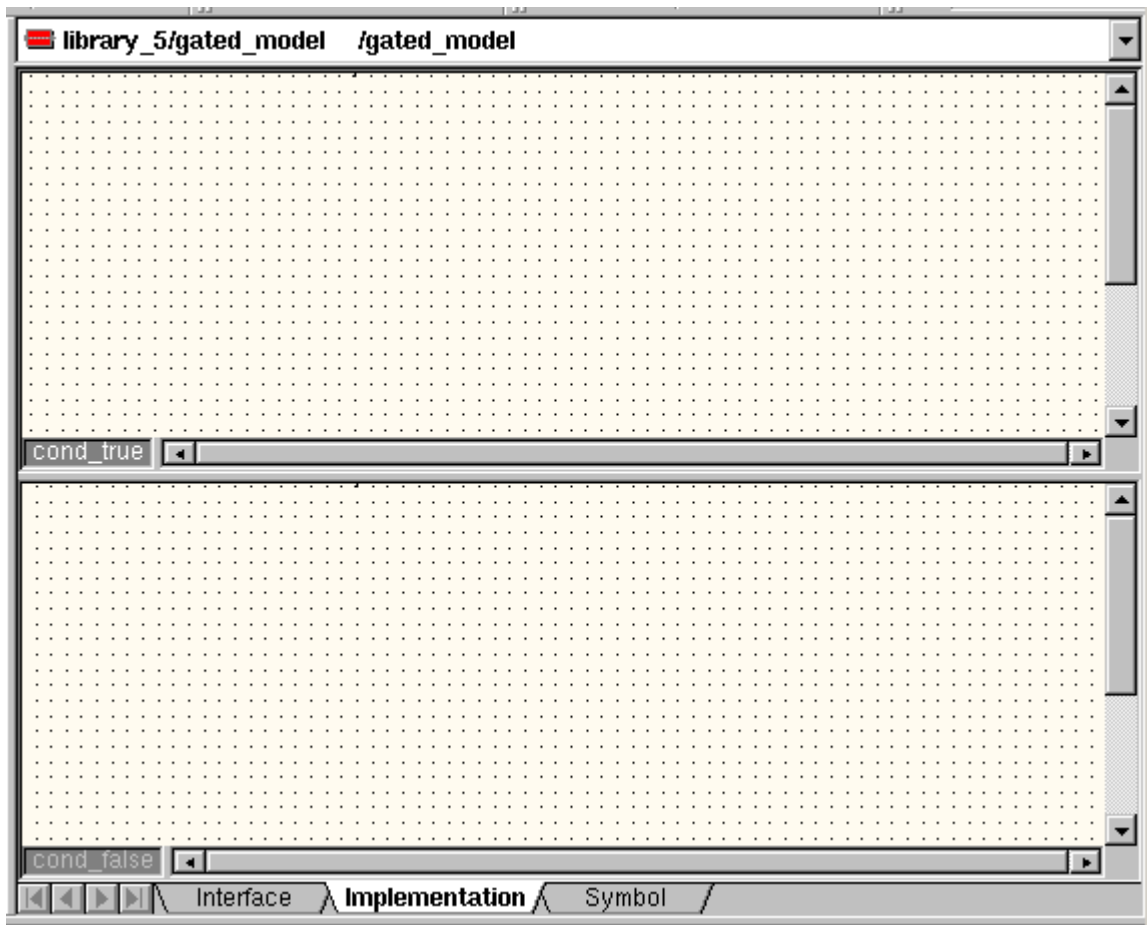 library_5/gated_model /gated_model
cond_true
cond_false
Interface Implementation Symbol